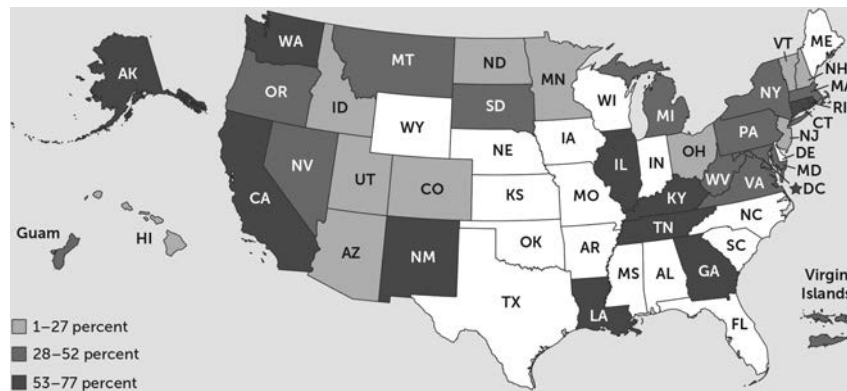 WA
AK
MT
ND
MN
OR
ID
SD
WY
WI
MI
NY
VT
ME
NH
MA
RI
CT
NJ
DE
MD
DC
PA
OH
IN
IL
IA
NE
NV
UT
CO
KS
MO
KY
WV
VA
CA
AZ
NM
OK
AR
TN
NC
SC
MS
AL
GA
TX
LA
FL
Guam
HI
Virgin
Islands
1–27 percent
28–52 percent
53–77 percent